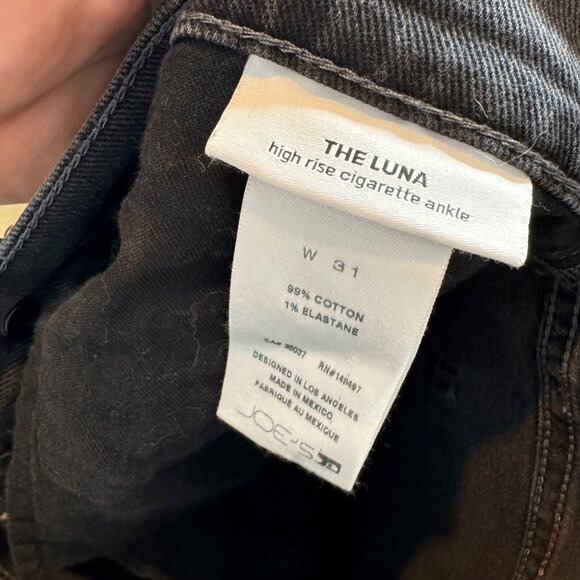 THE LUNA
high rise cigarette ankle
W 31
99% COTTON
1% ELASTANE
RN#149497
DESIGNED IN LOS ANGELES
MADE IN MEXICO
FABRIQUE AU MEXIQUE
JOE'S